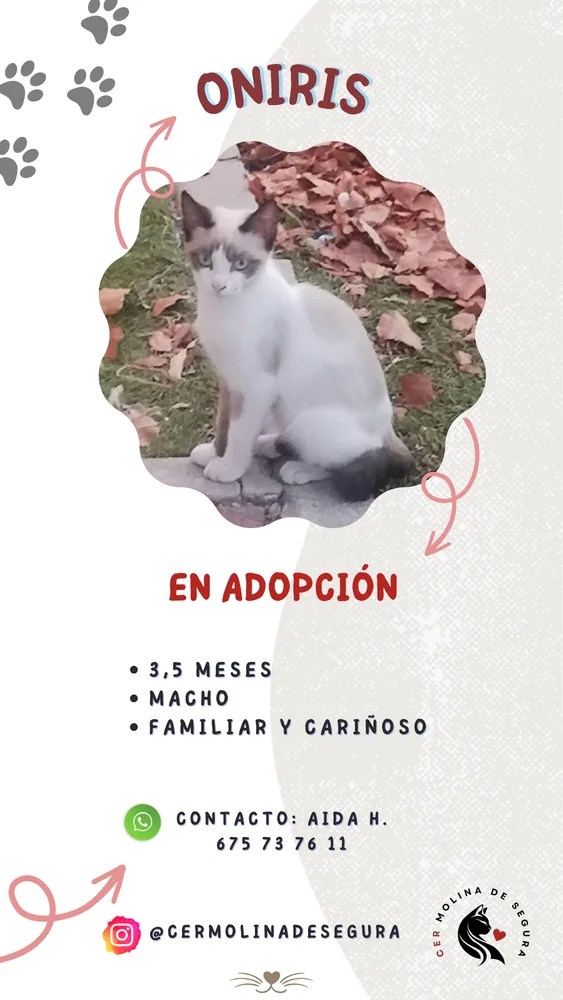 ONIRIS
EN ADOPCIÓN
• 3,5 MESES
• MACHO
• FAMILIAR Y CARIÑOSO
CONTACTO: AIDA H.
675 73 76 11
@CERMOLINADESEGURA
CER MOLINA DE SEGURA